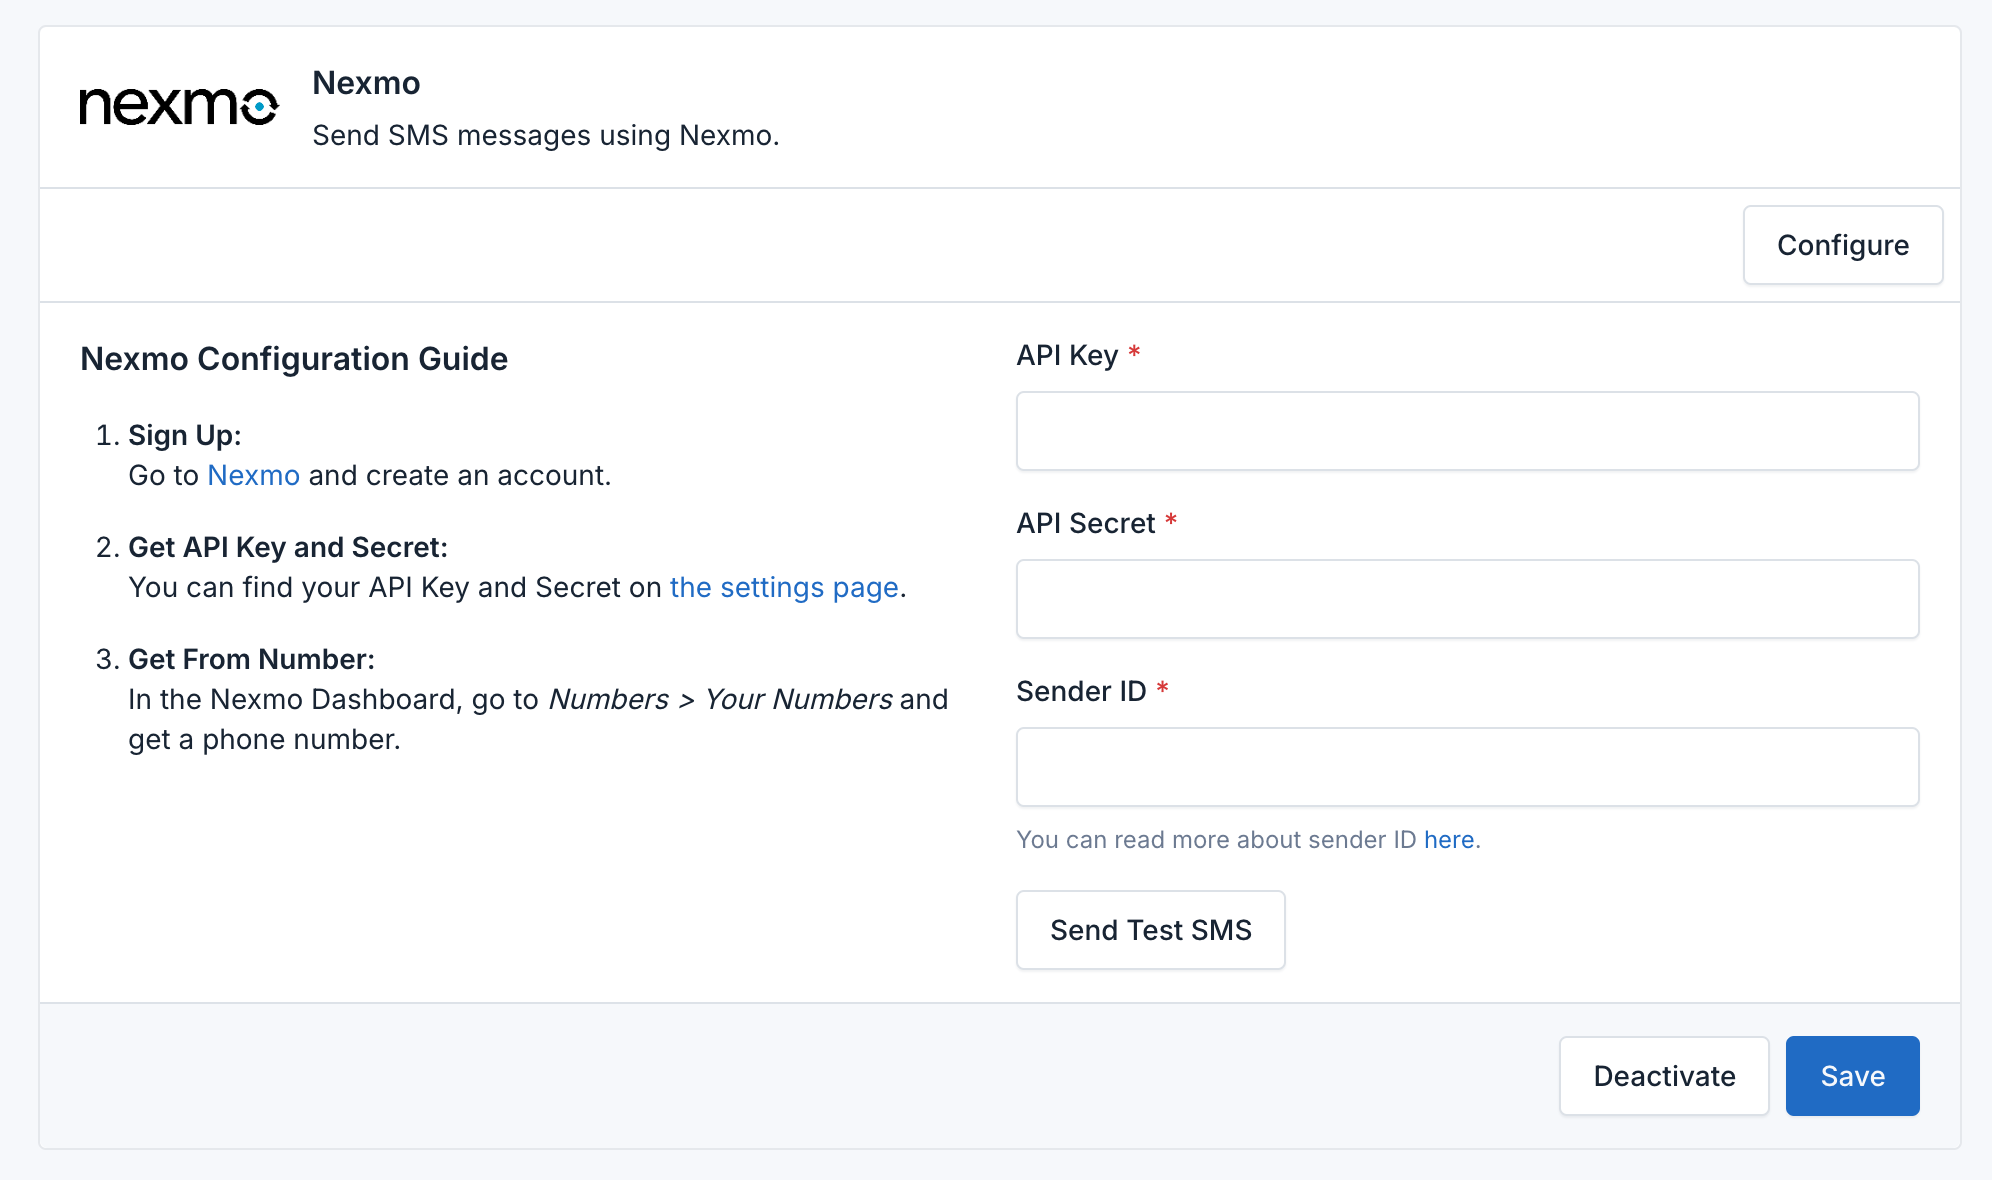 nexmo
Nexmo
Send SMS messages using Nexmo.
Configure
Nexmo Configuration Guide
1. Sign Up:
Go to Nexmo and create an account.
2. Get API Key and Secret:
You can find your API Key and Secret on the settings page.
3. Get From Number:
In the Nexmo Dashboard, go to Numbers > Your Numbers and
get a phone number.
API Key *
API Secret *
Sender ID *
You can read more about sender ID here.
Send Test SMS
Deactivate
Save